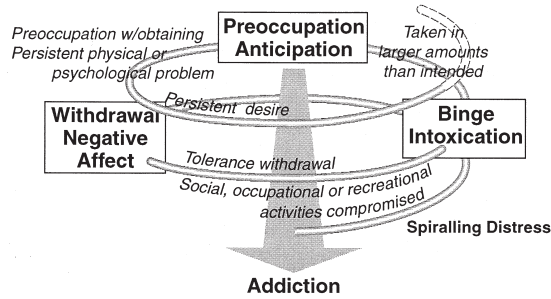 Preoccupation
Anticipation
Preoccupation w/obtaining
Persistent physical or
psychological problem
Taken in
larger amounts
than intended
Persistent desire
Withdrawal
Negative
Affect
Binge
Intoxication
Tolerance withdrawal
Social, occupational or recreational
activities compromised
Spiralling Distress
Addiction